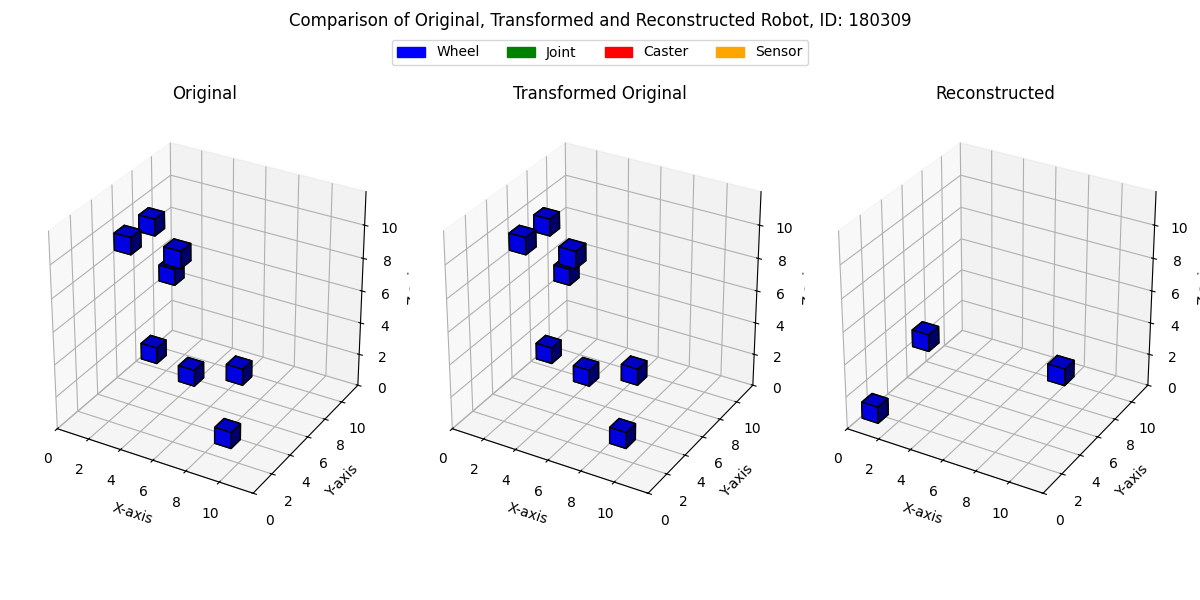 Comparison of Original, Transformed and Reconstructed Robot, ID: 180309
Wheel Joint Caster Sensor
Original Transformed Original Reconstructed
10 10 10
8 8 8
6 6 6
4 4 4
2 2 2
0 0 0
10 10 10
8 8 8
6 6 6
4 4 4
2 2 2
0 0 0
0 2 4 6 8 10
0 2 4 6 8 10
0 2 4 6 8 10
X-axis Y-axis X-axis Y-axis X-axis Y-axis